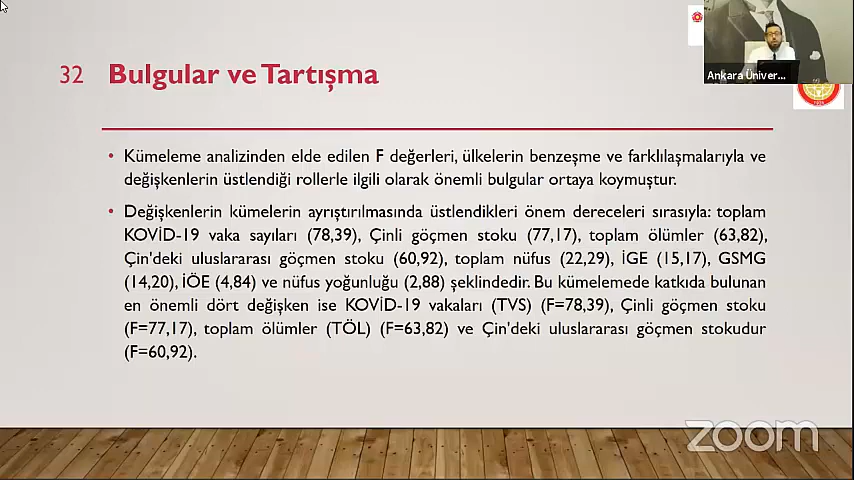 32 Bulgular ve Tartışma
Ankara Üniver...
• Kümeleme analizinden elde edilen F değerleri, ülkelerin benzeşme ve farklılaşmalarıyla ve
değişkenlerin üstlendiği rollerle ilgili olarak önemli bulgular ortaya koymuştur.
• Değişkenlerin kümelerin ayrıştırılmasında üstlendikleri önem dereceleri sırasıyla: toplam
KOVİD-19 vaka sayıları (78,39), Çinli göçmen stoku (77,17), toplam ölümler (63,82),
Çin'deki uluslararası göçmen stoku (60,92), toplam nüfus (22,29), İGE (15,17), GSMG
(14,20), İÖE (4,84) ve nüfus yoğunluğu (2,88) şeklindedir. Bu kümelemede katkıda bulunan
en önemli dört değişken ise KOVİD-19 vakaları (TVS) (F=78,39), Çinli göçmen stoku
(F=77,17), toplam ölümler (TÖL) (F=63,82) ve Çin'deki uluslararası göçmen stokudur
(F=60,92).
zoom